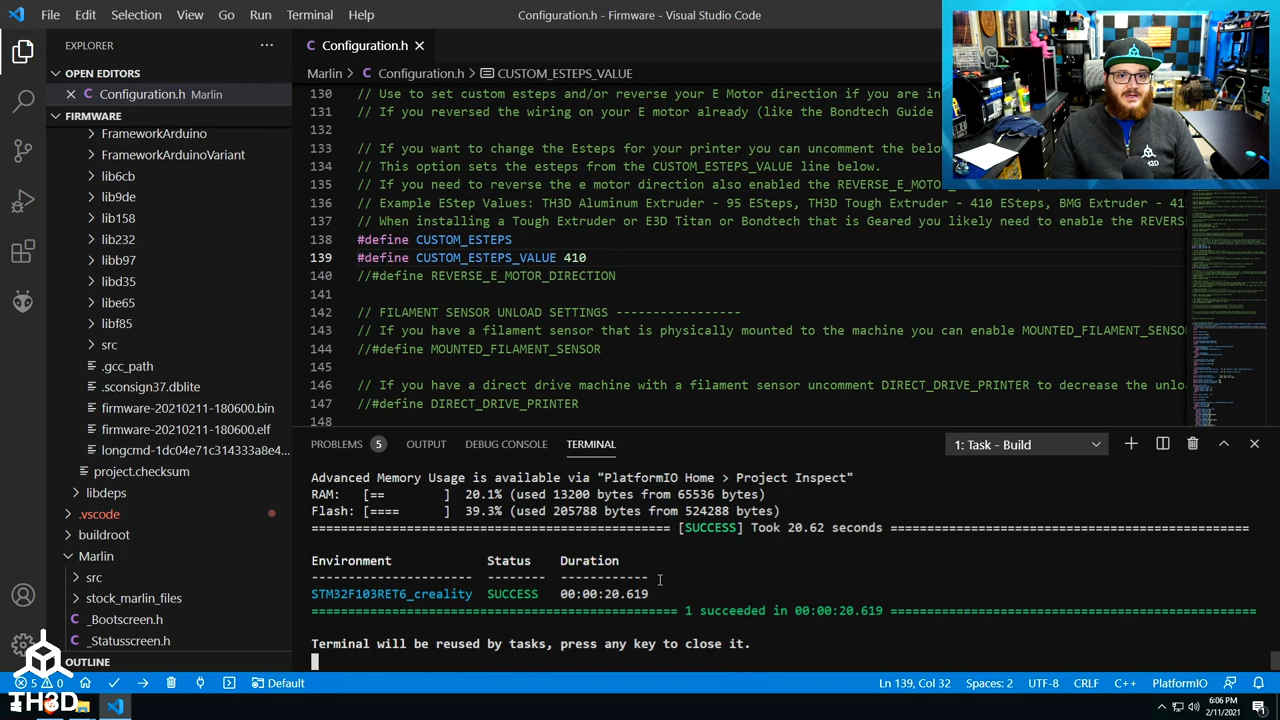 File Edit Selection View Go Run Terminal Help
Configuration.h - Firmware - Visual Studio Code
EXPLORER
OPEN EDITORS
Configuration.h Marlin
FIRMWARE
FrameworkArduino
FrameworkArduinoVariant
lib6cb
lib9de
lib158
lib232
libb97
libe65
libr85
.gcc_path
.sconsign37.dblite
firmware-20210211-180600.bin
firmware-20210211-180600.elf
longcmd-1dc04e71c314333a8e4...
project.checksum
libdeps
.vscode
buildroot
Marlin
src
stock_marlin_files
_Bootscreen.h
_Statusscreen.h
OUTLINE
Configuration.h
Marlin > Configuration.h > CUSTOM_ESTEPS_VALUE
130 // Use to set custom esteps and/or reverse your E Motor direction if you are in
131 // If you reversed the wiring on your E motor already (like the Bondtech Guide
132
133 // If you want to change the Esteps for your printer you can uncomment the belo
134 // This option sets the esteps from the CUSTOM_ESTEPS_VALUE line below.
135 // If you need to reverse the e motor direction also enabled the REVERSE_E_MOTO
136 // Example Estep Values: TH3D Aluminum Extruder - 95 ESteps, TH3D Tough Extruder - 410 ESteps, BMG Extruder - 41
137 // When installing a Tough Extruder or E3D Titan or Geared you likely need to enable the REVERS
138 #define CUSTOM_ESTEPS
139 #define CUSTOM_ESTEPS_VALUE 410
140 //#define REVERSE_E_MOTOR_DIRECTION
141
142 // FILAMENT SENSOR UNLOAD SETTINGS -----------------
143 // If you have a filament sensor that is physically mounted to the machine you can enable MOUNTED_FILAMENT_SENSOR
144 //#define MOUNTED_FILAMENT_SENSOR
145
146 // If you have a direct drive machine with a filament sensor uncomment DIRECT_DRIVE_PRINTER to decrease the unloa
147 //#define DIRECT_DRIVE_PRINTER
148
PROBLEMS 5 OUTPUT DEBUG CONSOLE TERMINAL
1: Task - Build
Advanced Memory Usage is available via "PlatformIO Home > Project Inspect"
RAM: [== ] 20.1% (used 13200 bytes from 65536 bytes)
Flash: [==== ] 39.3% (used 205788 bytes from 524288 bytes)
[SUCCESS] Took 20.62 seconds
Environment Status Duration
STM32F103RET6_creality SUCCESS 00:00:20.619
1 succeeded in 00:00:20.619
Terminal will be reused by tasks, press any key to close it.
5 0 Default
Ln 139, Col 32 Spaces: 2 UTF-8 CRLF C++ PlatformIO
TH3D
6:06 PM
2/11/2021